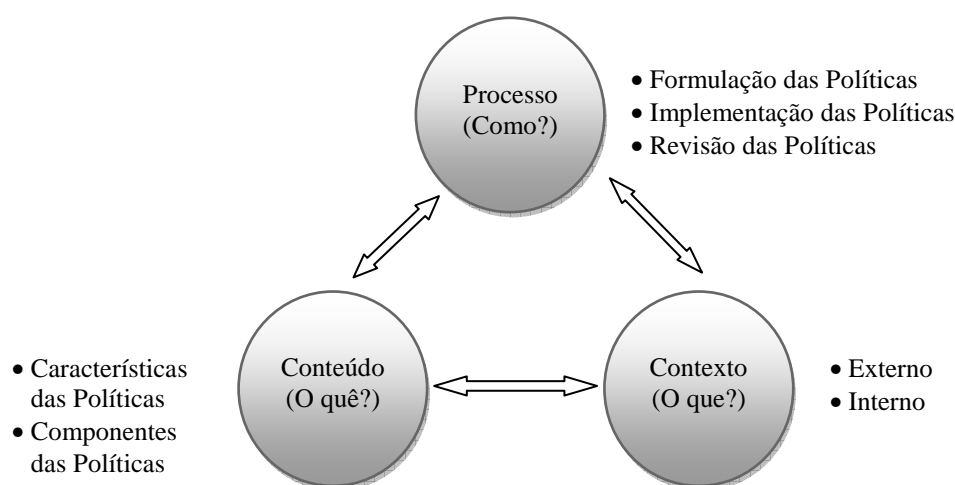 Processo
(Como?)
• Formulação das Políticas
• Implementação das Políticas
• Revisão das Políticas
• Características
das Políticas
• Componentes
das Políticas
Conteúdo
(O quê?)
Contexto
(O que?)
• Externo
• Interno